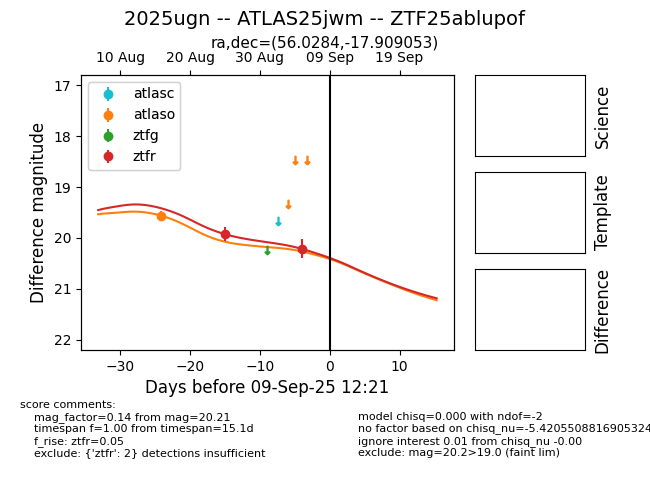 2025ugn -- ATLAS25jwm -- ZTF25ablupof
ra,dec=(56.0284,-17.909053)
10 Aug 20 Aug 30 Aug 09 Sep 19 Sep
atlasc
atlaso
ztfg
ztfr
17
18
19
20
21
22
Difference magnitude
−30 −20 −10 0 10
Days before 09-Sep-25 12:21
Science
Template
Difference
score comments:
mag_factor=0.14 from mag=20.21
timespan f=1.00 from timespan=15.1d
f_rise: ztfr=0.05
exclude: {'ztfr': 2} detections insufficient
model chisq=0.000 with ndof=-2
no factor based on chisq_nu=-5.4205508816905324
ignore interest 0.01 from chisq_nu -0.00
exclude: mag=20.2>19.0 (faint lim)